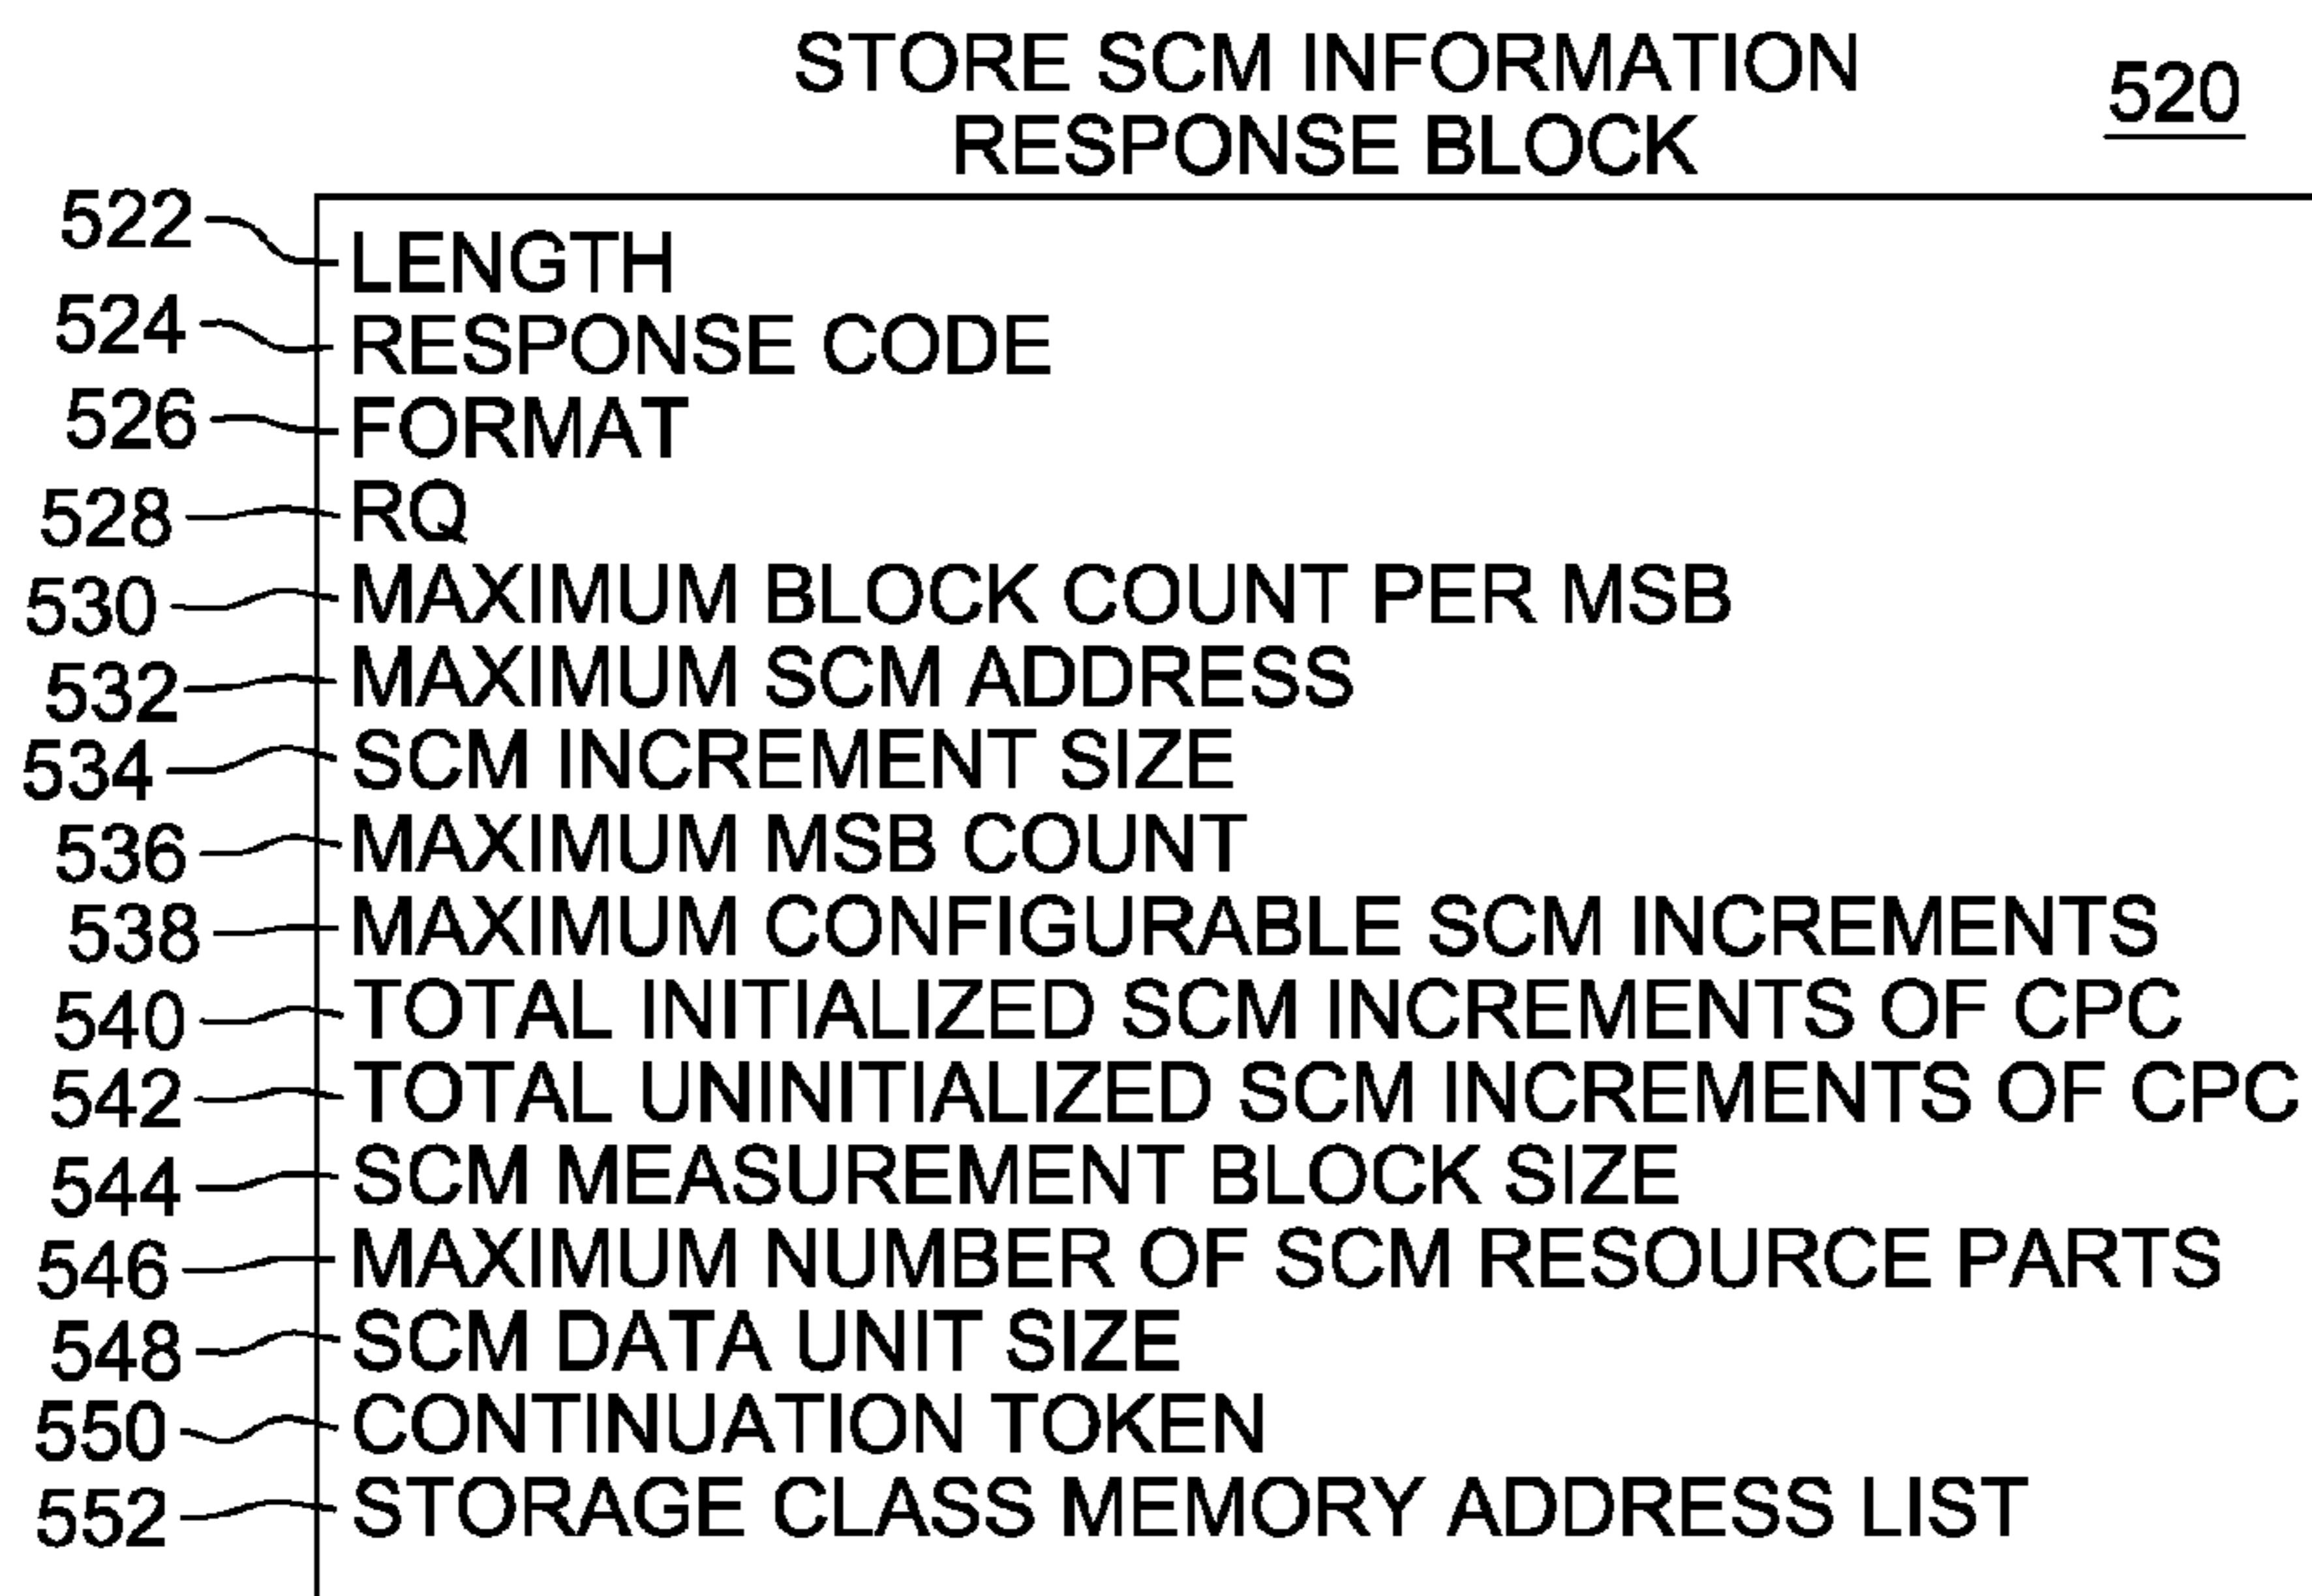 STORE SCM INFORMATION
RESPONSE BLOCK
520
522 LENGTH
524 RESPONSE CODE
526 FORMAT
528 RQ
530 MAXIMUM BLOCK COUNT PER MSB
532 MAXIMUM SCM ADDRESS
534 SCM INCREMENT SIZE
536 MAXIMUM MSB COUNT
538 MAXIMUM CONFIGURABLE SCM INCREMENTS
540 TOTAL INITIALIZED SCM INCREMENTS OF CPC
542 TOTAL UNINITIALIZED SCM INCREMENTS OF CPC
544 SCM MEASUREMENT BLOCK SIZE
546 MAXIMUM NUMBER OF SCM RESOURCE PARTS
548 SCM DATA UNIT SIZE
550 CONTINUATION TOKEN
552 STORAGE CLASS MEMORY ADDRESS LIST